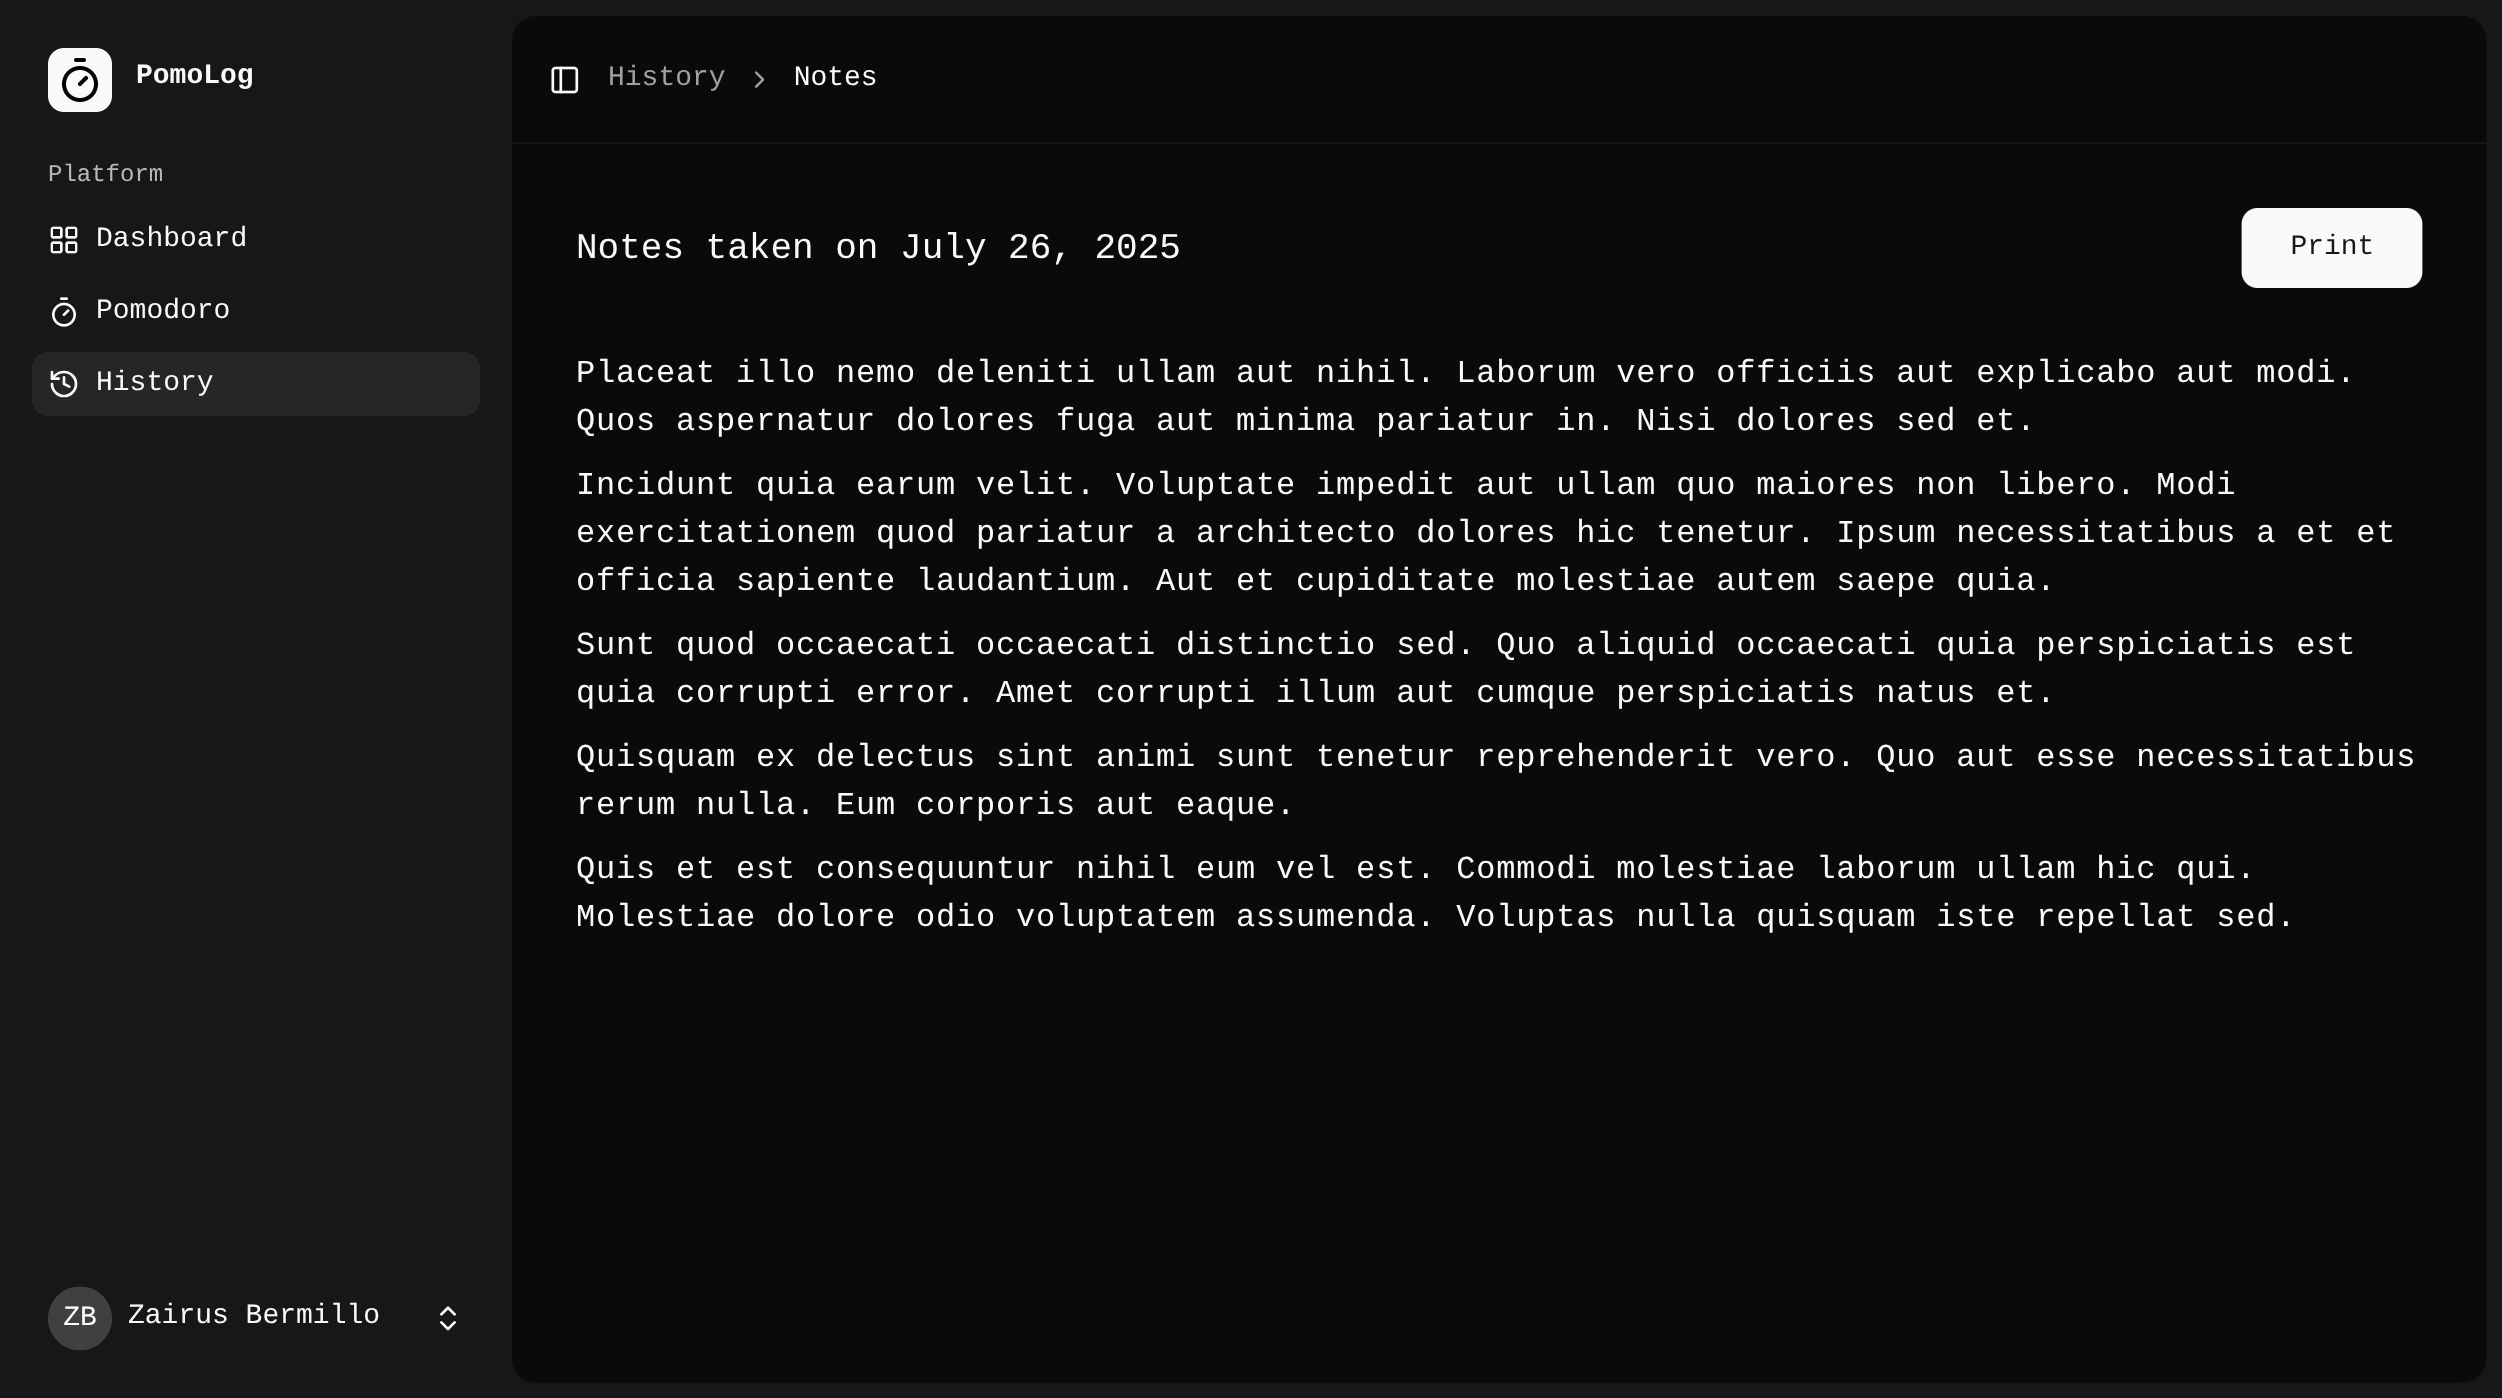 PomoLog
Platform
Dashboard
Pomodoro
History
ZB
Zairus Bermillo
History
Notes
Notes taken on July 26, 2025
Print
Placeat illo nemo deleniti ullam aut nihil. Laborum vero officiis aut explicabo aut modi.
Quos aspernatur dolores fuga aut minima pariatur in. Nisi dolores sed et.
Incidunt quia earum velit. Voluptate impedit aut ullam quo maiores non libero. Modi
exercitationem quod pariatur a architecto dolores hic tenetur. Ipsum necessitatibus a et et
officia sapiente laudantium. Aut et cupiditate molestiae autem saepe quia.
Sunt quod occaecati occaecati distinctio sed. Quo aliquid occaecati quia perspiciatis est
quia corrupti error. Amet corrupti illum aut cumque perspiciatis natus et.
Quisquam ex delectus sint animi sunt tenetur reprehenderit vero. Quo aut esse necessitatibus
rerum nulla. Eum corporis aut eaque.
Quis et est consequuntur nihil eum vel est. Commodi molestiae laborum ullam hic qui.
Molestiae dolore odio voluptatem assumenda. Voluptas nulla quisquam iste repellat sed.